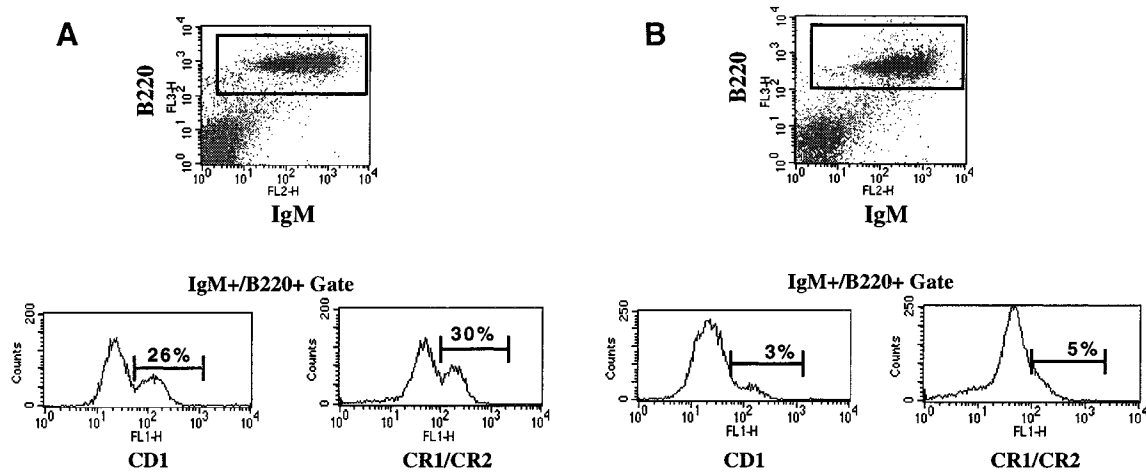 A
B220
FL3-H
10^0 10^1 10^2 10^3 10^4
10^0 10^1 10^2 10^3 10^4
FL2-H
IgM
B
B220
FL3-H
10^0 10^1 10^2 10^3 10^4
10^0 10^1 10^2 10^3 10^4
FL2-H
IgM
IgM+/B220+ Gate
Counts
0 200
26%
10^1 10^2 10^3 10^4
FL1-H
CD1
Counts
0 200
30%
10^0 10^1 10^2 10^3 10^4
FL1-H
CR1/CR2
IgM+/B220+ Gate
Counts
0 250
3%
10^0 10^1 10^2 10^3 10^4
FL1-H
CD1
Counts
0 250
5%
10^0 10^1 10^2 10^3 10^4
FL1-H
CR1/CR2